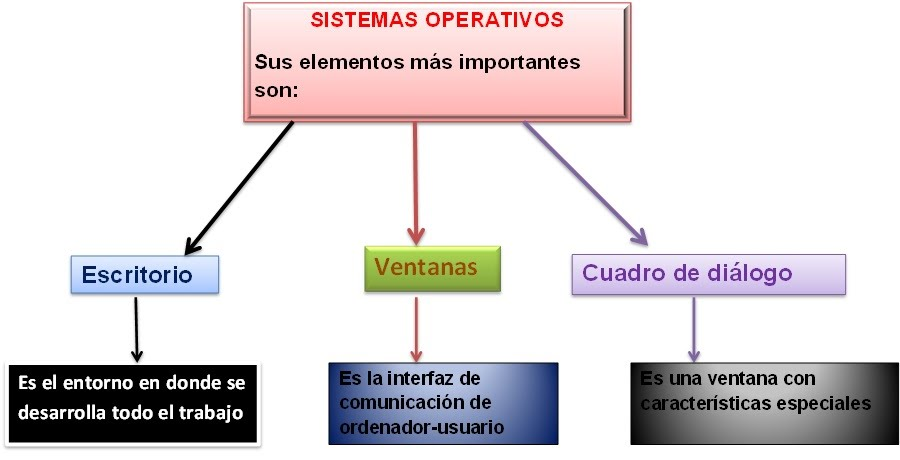 SISTEMAS OPERATIVOS
Sus elementos más importantes
son:
Escritorio
Ventanas
Cuadro de diálogo
Es el entorno en donde se
desarrolla todo el trabajo
Es la interfaz de
comunicación de
ordenador-usuario
Es una ventana con
características especiales